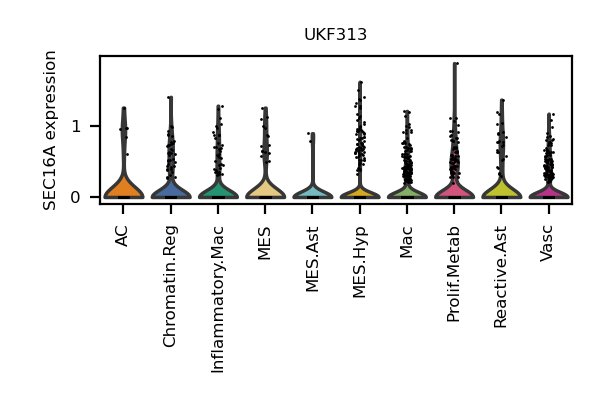 UKF313
SEC16A expression
1
0
AC
Chromatin.Reg
Inflammatory.Mac
MES
MES.Ast
MES.Hyp
Mac
Prolif.Metab
Reactive.Ast
Vasc